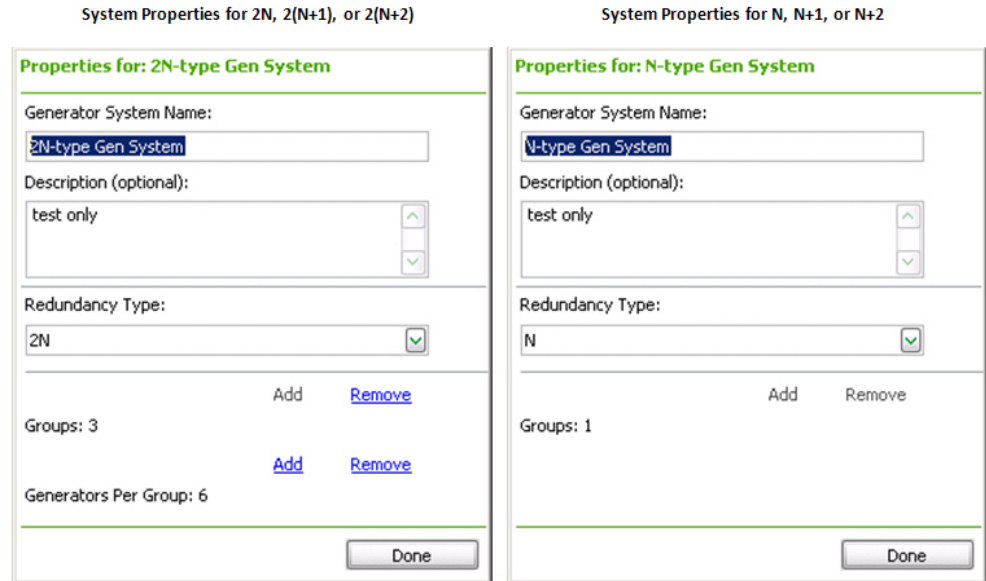 System Properties for 2N, 2(N+1), or 2(N+2)
Properties for: 2N-type Gen System
Generator System Name:
2N-type Gen System
Description (optional):
test only
Redundancy Type:
2N
Add Remove
Groups: 3
Add Remove
Generators Per Group: 6
Done
System Properties for N, N+1, or N+2
Properties for: N-type Gen System
Generator System Name:
N-type Gen System
Description (optional):
test only
Redundancy Type:
N
Add Remove
Groups: 1
Done